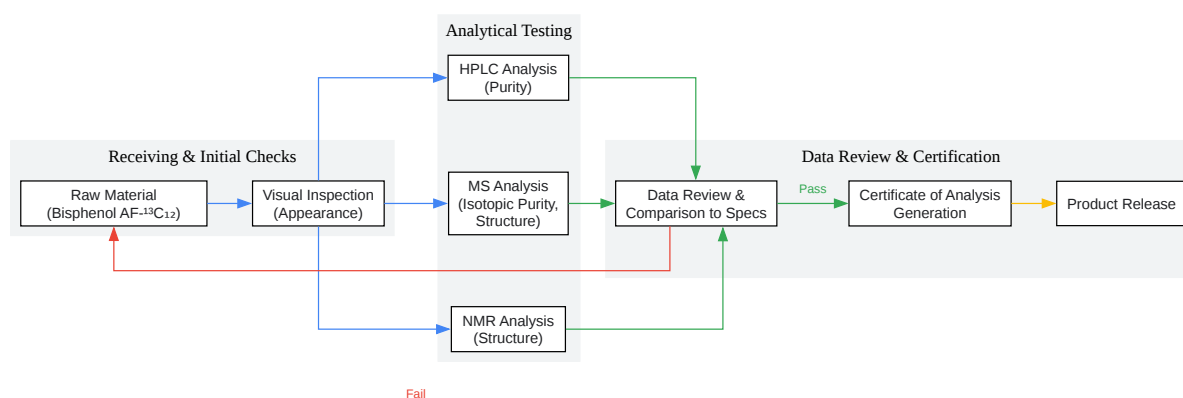 Analytical Testing
HPLC Analysis
(Purity)
Receiving & Initial Checks
Data Review & Certification
Raw Material
(Bisphenol AF-¹³C₁₂)
Visual Inspection
(Appearance)
MS Analysis
(Isotopic Purity,
Structure)
Data Review &
Comparison to Specs
Pass
Certificate of Analysis
Generation
Product Release
NMR Analysis
(Structure)
Fail